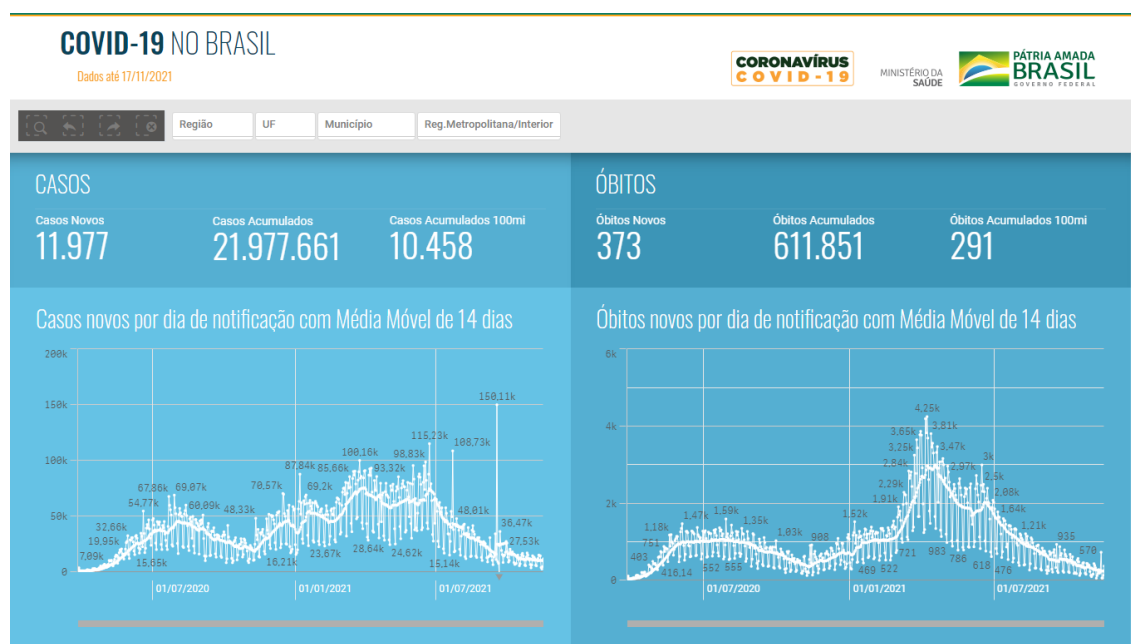 COVID-19 NO BRASIL
Dados até 17/11/2021
CORONAVÍRUS
COVID-19
MINISTÉRIO DA
SAÚDE
PÁTRIA AMADA
BRASIL
GOVERNO FEDERAL
Região
UF
Município
Reg.Metropolitana/Interior
CASOS
Casos Novos
11.977
Casos Acumulados
21.977.661
Casos Acumulados 100mi
10.458
ÓBITOS
Óbitos Novos
373
Óbitos Acumulados
611.851
Óbitos Acumulados 100mi
291
Casos novos por dia de notificação com Média Móvel de 14 dias
200k
150k
100k
50k
0
7,09k
19,95k
32,66k
54,77k
67,86k
69,07k
60,09k
48,33k
15,65k
70,57k
16,21k
87,84k
69,2k
85,66k
23,67k
100,16k
93,32k
28,64k
98,83k
24,62k
115,23k
15,14k
108,73k
48,01k
150,11k
36,47k
27,53k
01/07/2020
01/01/2021
01/07/2021
Óbitos novos por dia de notificação com Média Móvel de 14 dias
6k
4k
2k
0
403
751
1,18k
416,14
1,47k
552
555
1,59k
1,35k
1,03k
908
1,52k
469
522
1,91k
2,29k
2,84k
3,25k
3,65k
4,25k
3,81k
3,47k
721
983
786
2,97k
618
3k
2,5k
2,08k
476
1,64k
1,21k
935
570
01/07/2020
01/01/2021
01/07/2021